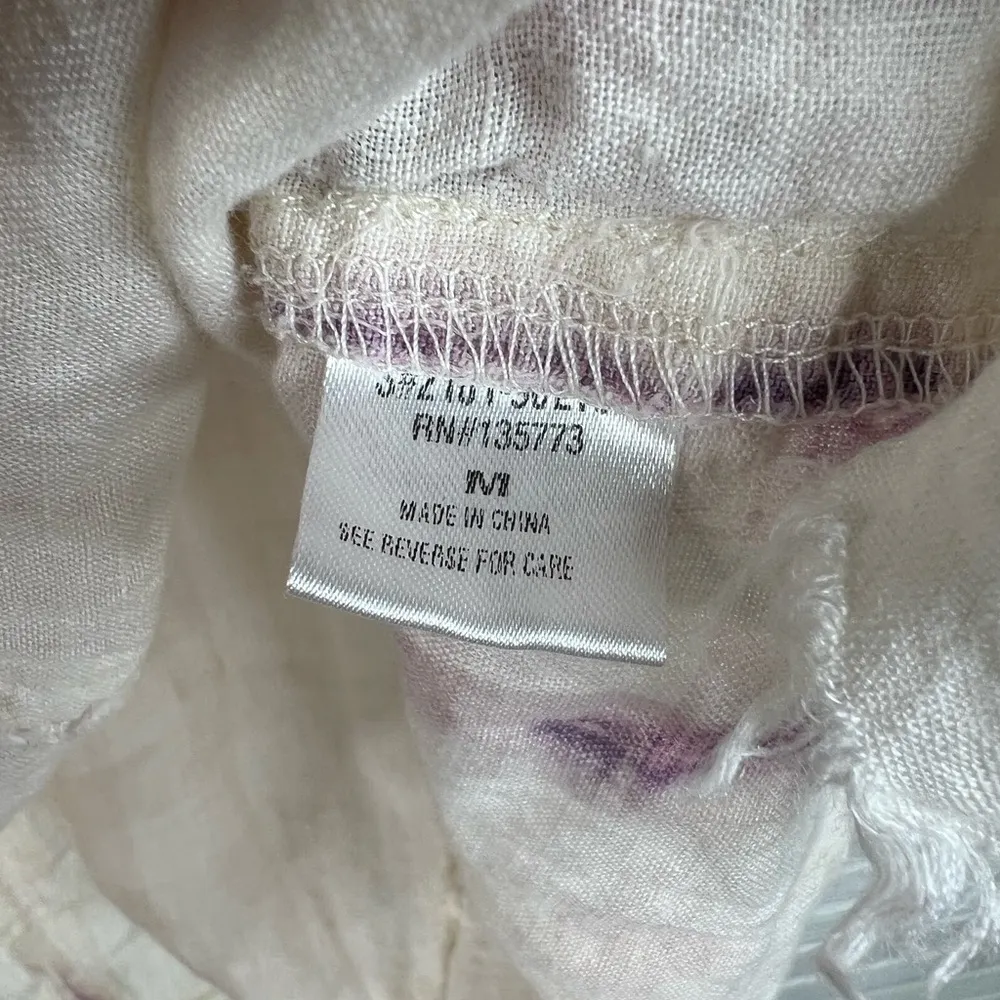 RN#135773
M
MADE IN CHINA
SEE REVERSE FOR CARE